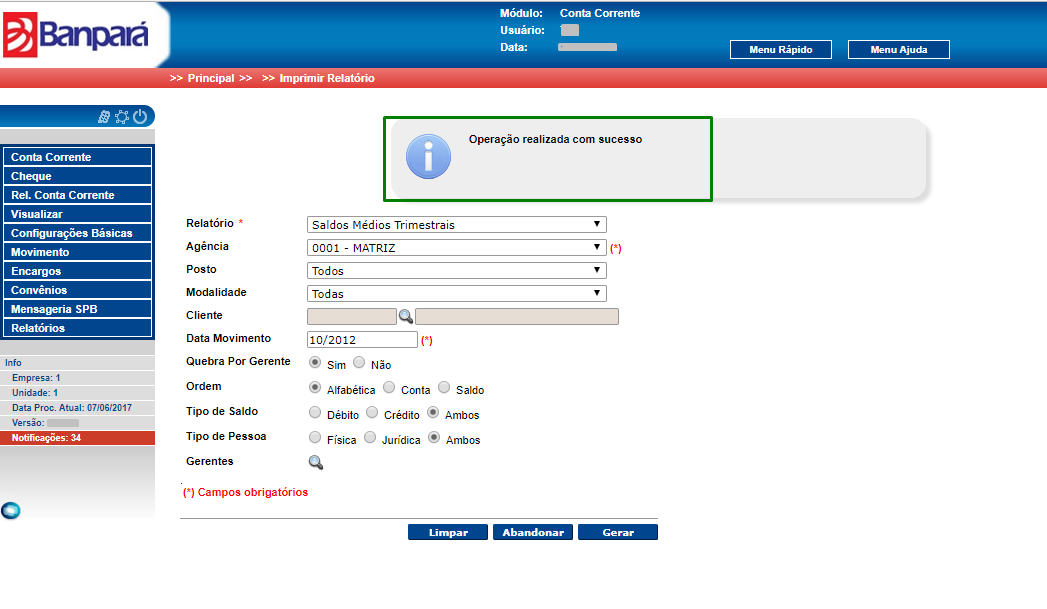 Banpará
Módulo: Conta Corrente
Usuário:
Data:
Menu Rápido Menu Ajuda
>> Principal >> >> Imprimir Relatório
Conta Corrente
Cheque
Rel. Conta Corrente
Visualizar
Configurações Básicas
Movimento
Encargos
Convênios
Mensageria SPB
Relatórios
Info
Empresa: 1
Unidade: 1
Data Proc. Atual: 07/06/2017
Versão:
Notificações: 34
Operação realizada com sucesso
Relatório * Saldos Médios Trimestrais
Agência 0001 - MATRIZ (*)
Posto Todos
Modalidade Todas
Cliente
Data Movimento 10/2012 (*)
Quebra Por Gerente Sim Não
Ordem Alfabética Conta Saldo
Tipo de Saldo Débito Crédito Ambos
Tipo de Pessoa Física Jurídica Ambos
Gerentes
(*) Campos obrigatórios
Limpar Abandonar Gerar